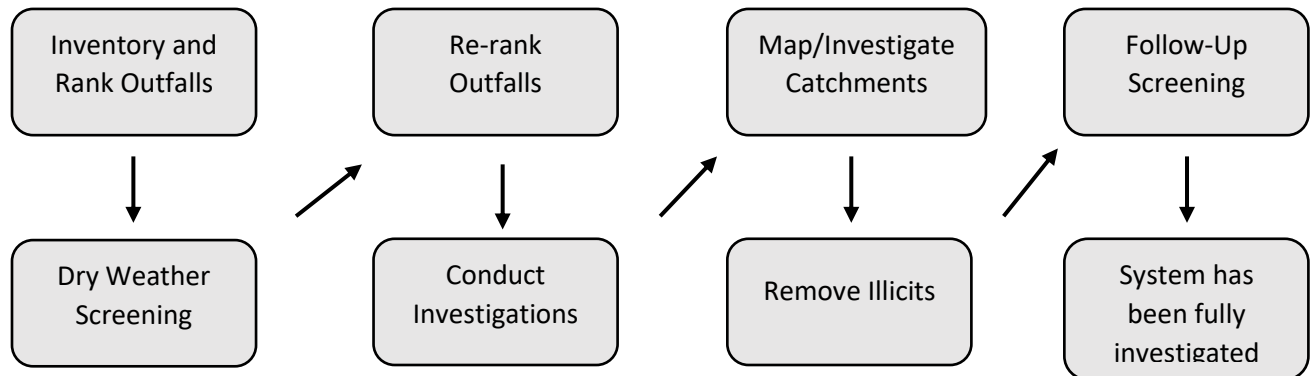 Inventory and
Rank Outfalls
Dry Weather
Screening
Re-rank
Outfalls
Conduct
Investigations
Map/Investigate
Catchments
Remove Illicits
Follow-Up
Screening
System has
been fully
investigated